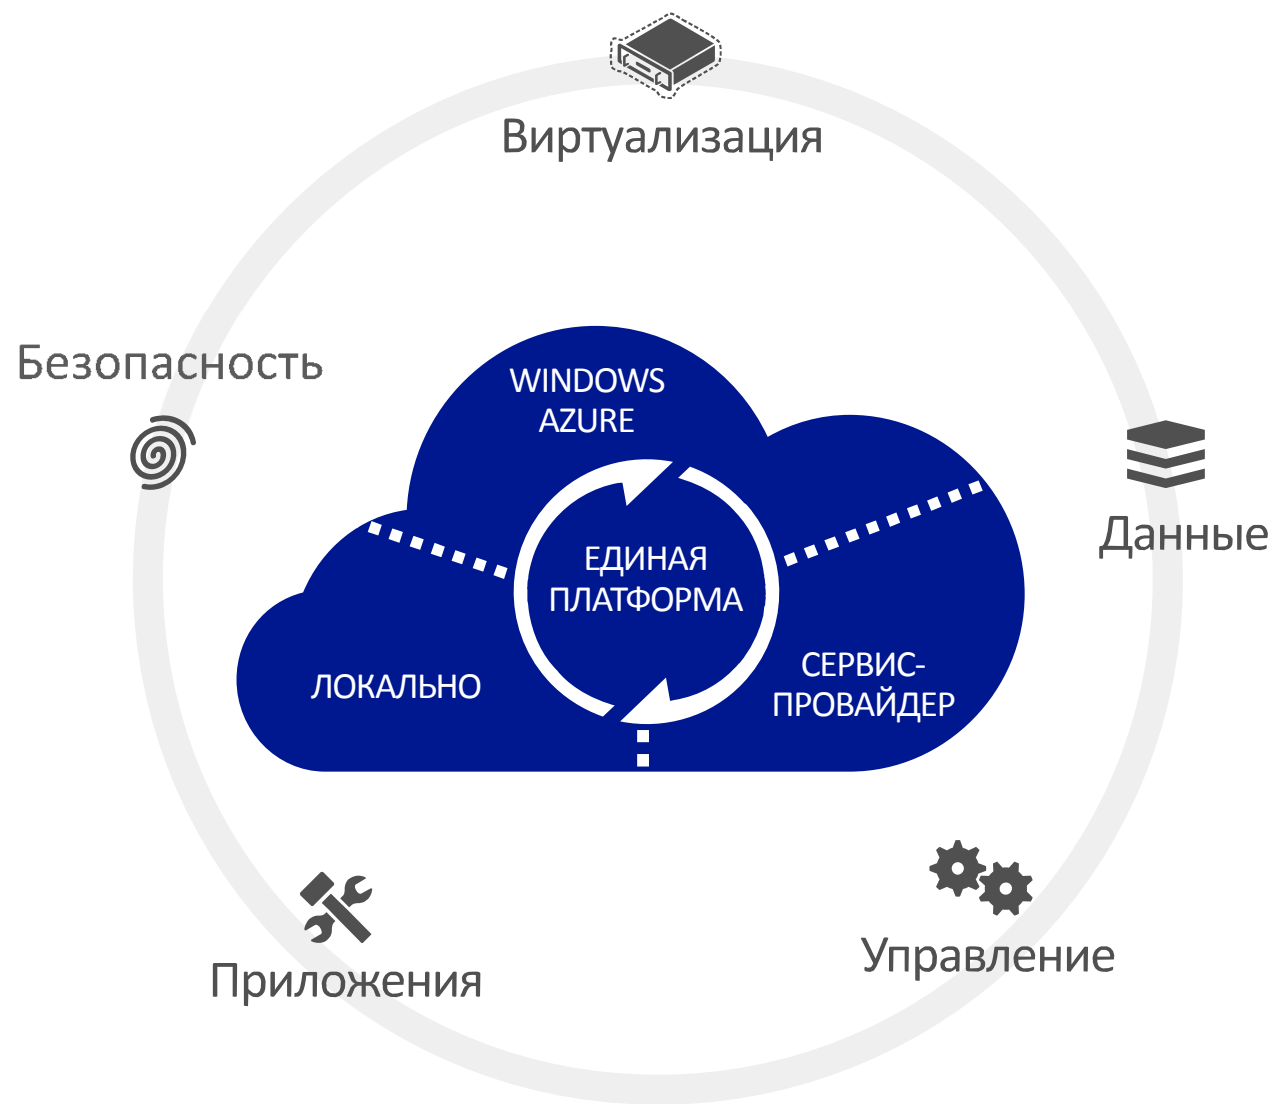 Виртуализация
Безопасность
WINDOWS
AZURE
Данные
ЕДИНАЯ
ПЛАТФОРМА
ЛОКАЛЬНО
СЕРВИС-
ПРОВАЙДЕР
Управление
Приложения